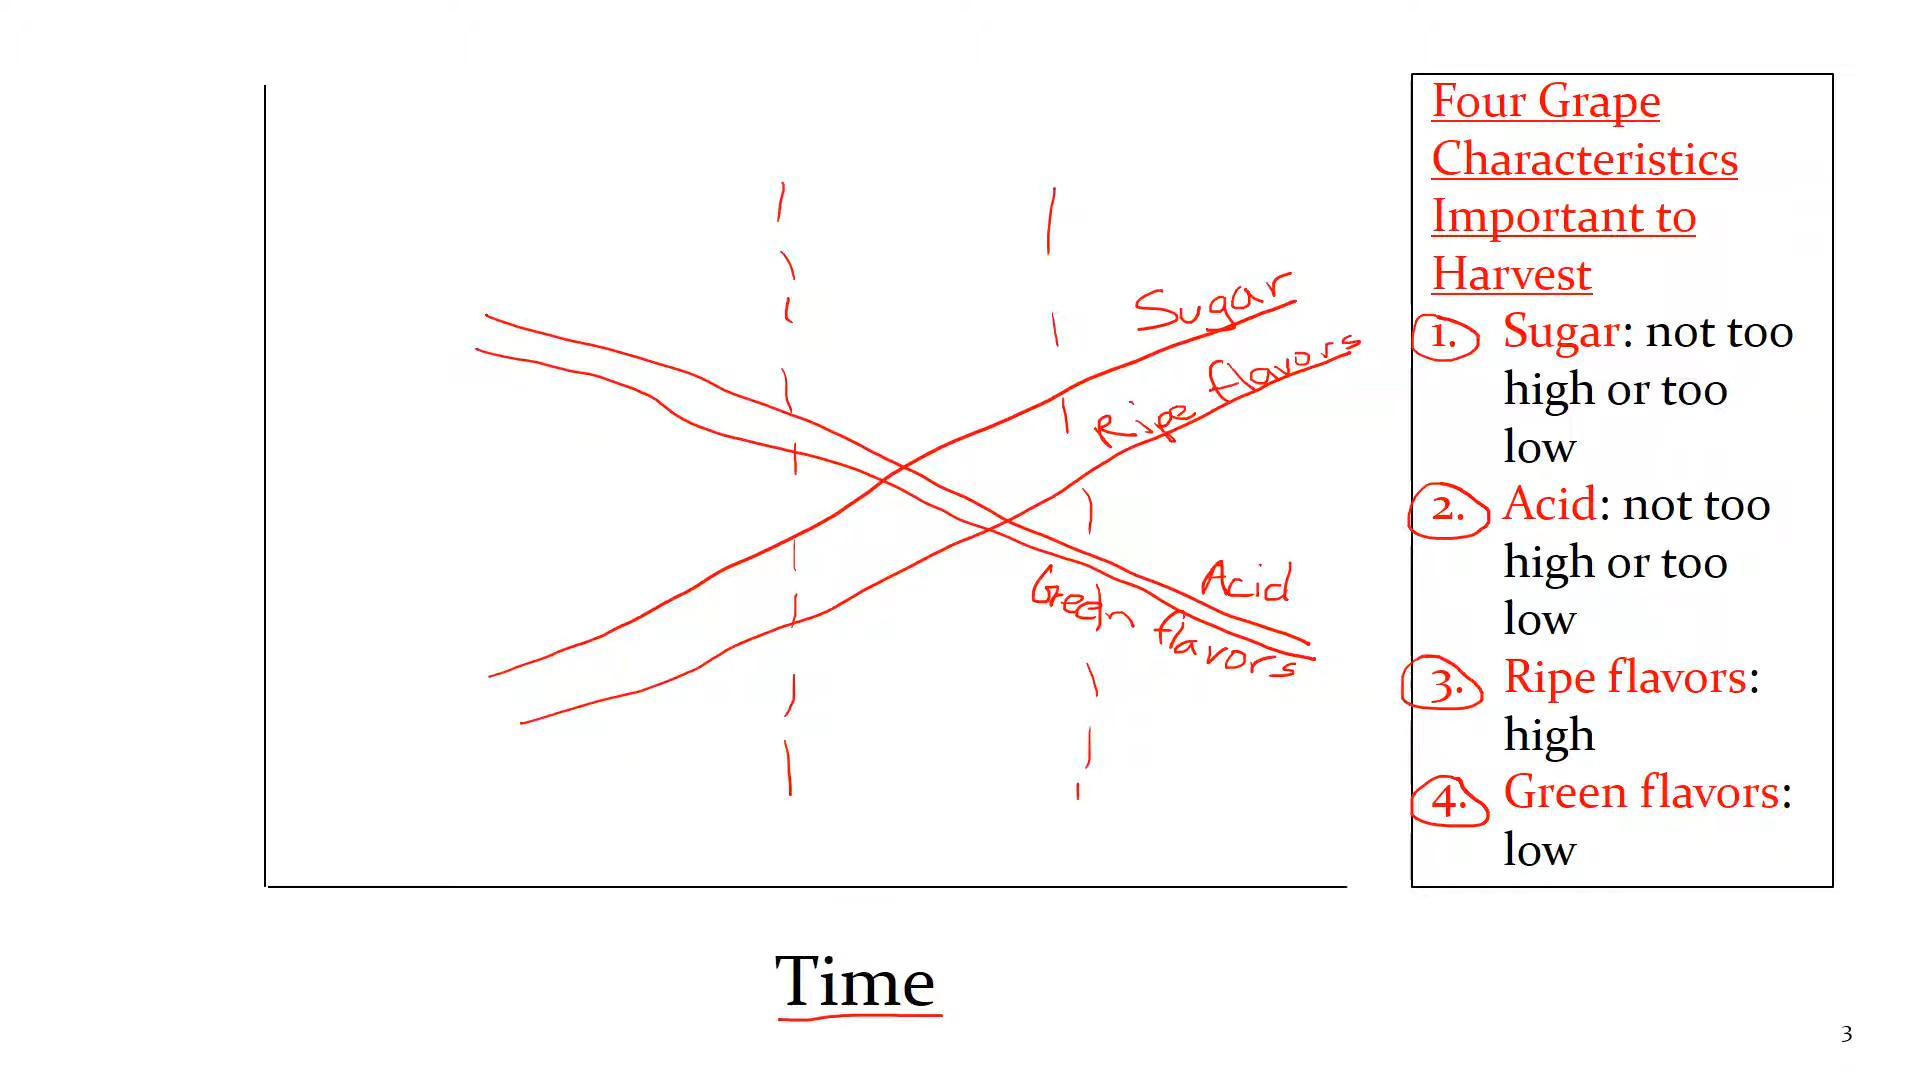 Sugar
Ripe flavors
Acid
Green flavors
Time
Four Grape
Characteristics
Important to
Harvest
1. Sugar: not too
high or too
low
2. Acid: not too
high or too
low
3. Ripe flavors:
high
4. Green flavors:
low
3